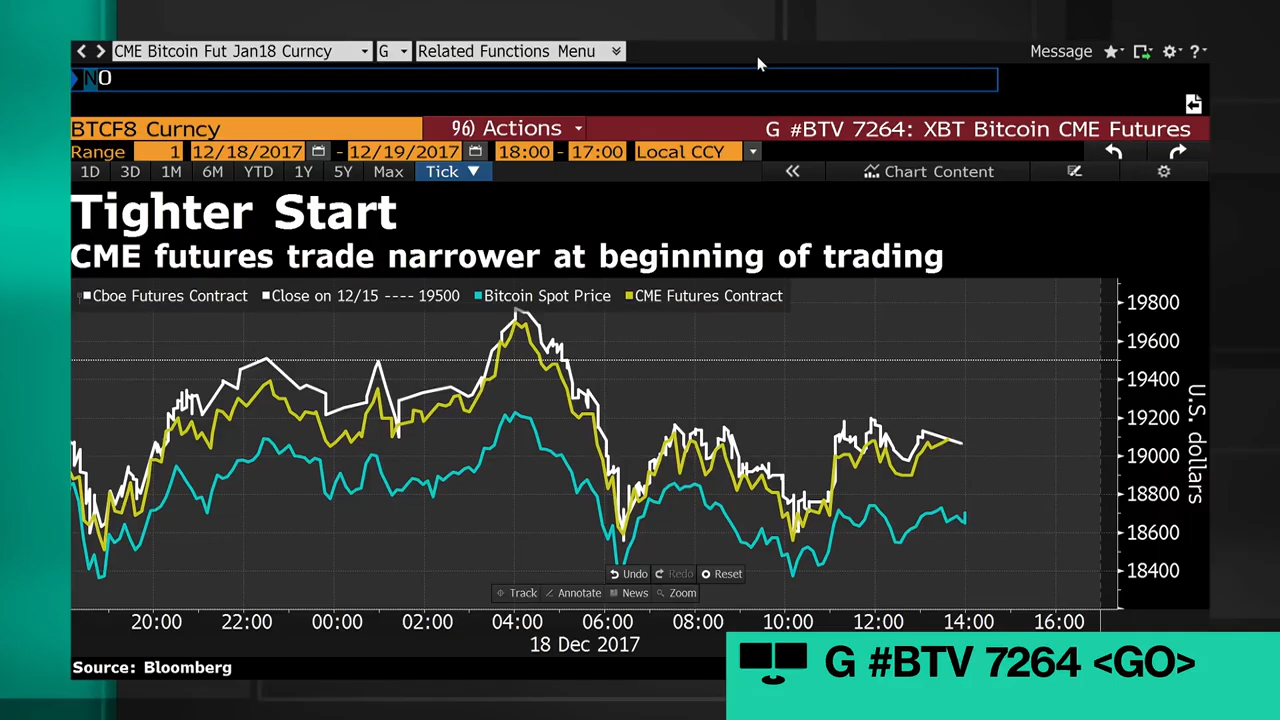 CME Bitcoin Fut Jan18 Curncy G Related Functions Menu Message ?
NO
BTCF8 Curncy 96) Actions G #BTV 7264: XBT Bitcoin CME Futures
Range 1 12/18/2017 - 12/19/2017 18:00 - 17:00 Local CCY
1D 3D 1M 6M YTD 1Y 5Y Max Tick ▼ « Chart Content
Tighter Start
CME futures trade narrower at beginning of trading
Cboe Futures Contract Close on 12/15 ---- 19500 Bitcoin Spot Price CME Futures Contract
19800
19600
19400
19200
19000
18800
18600
18400
U.S. dollars
Undo Redo Reset
Track Annotate News Zoom
20:00 22:00 00:00 02:00 04:00 06:00 08:00 10:00 12:00 14:00 16:00
18 Dec 2017
Source: Bloomberg
G #BTV 7264 <GO>